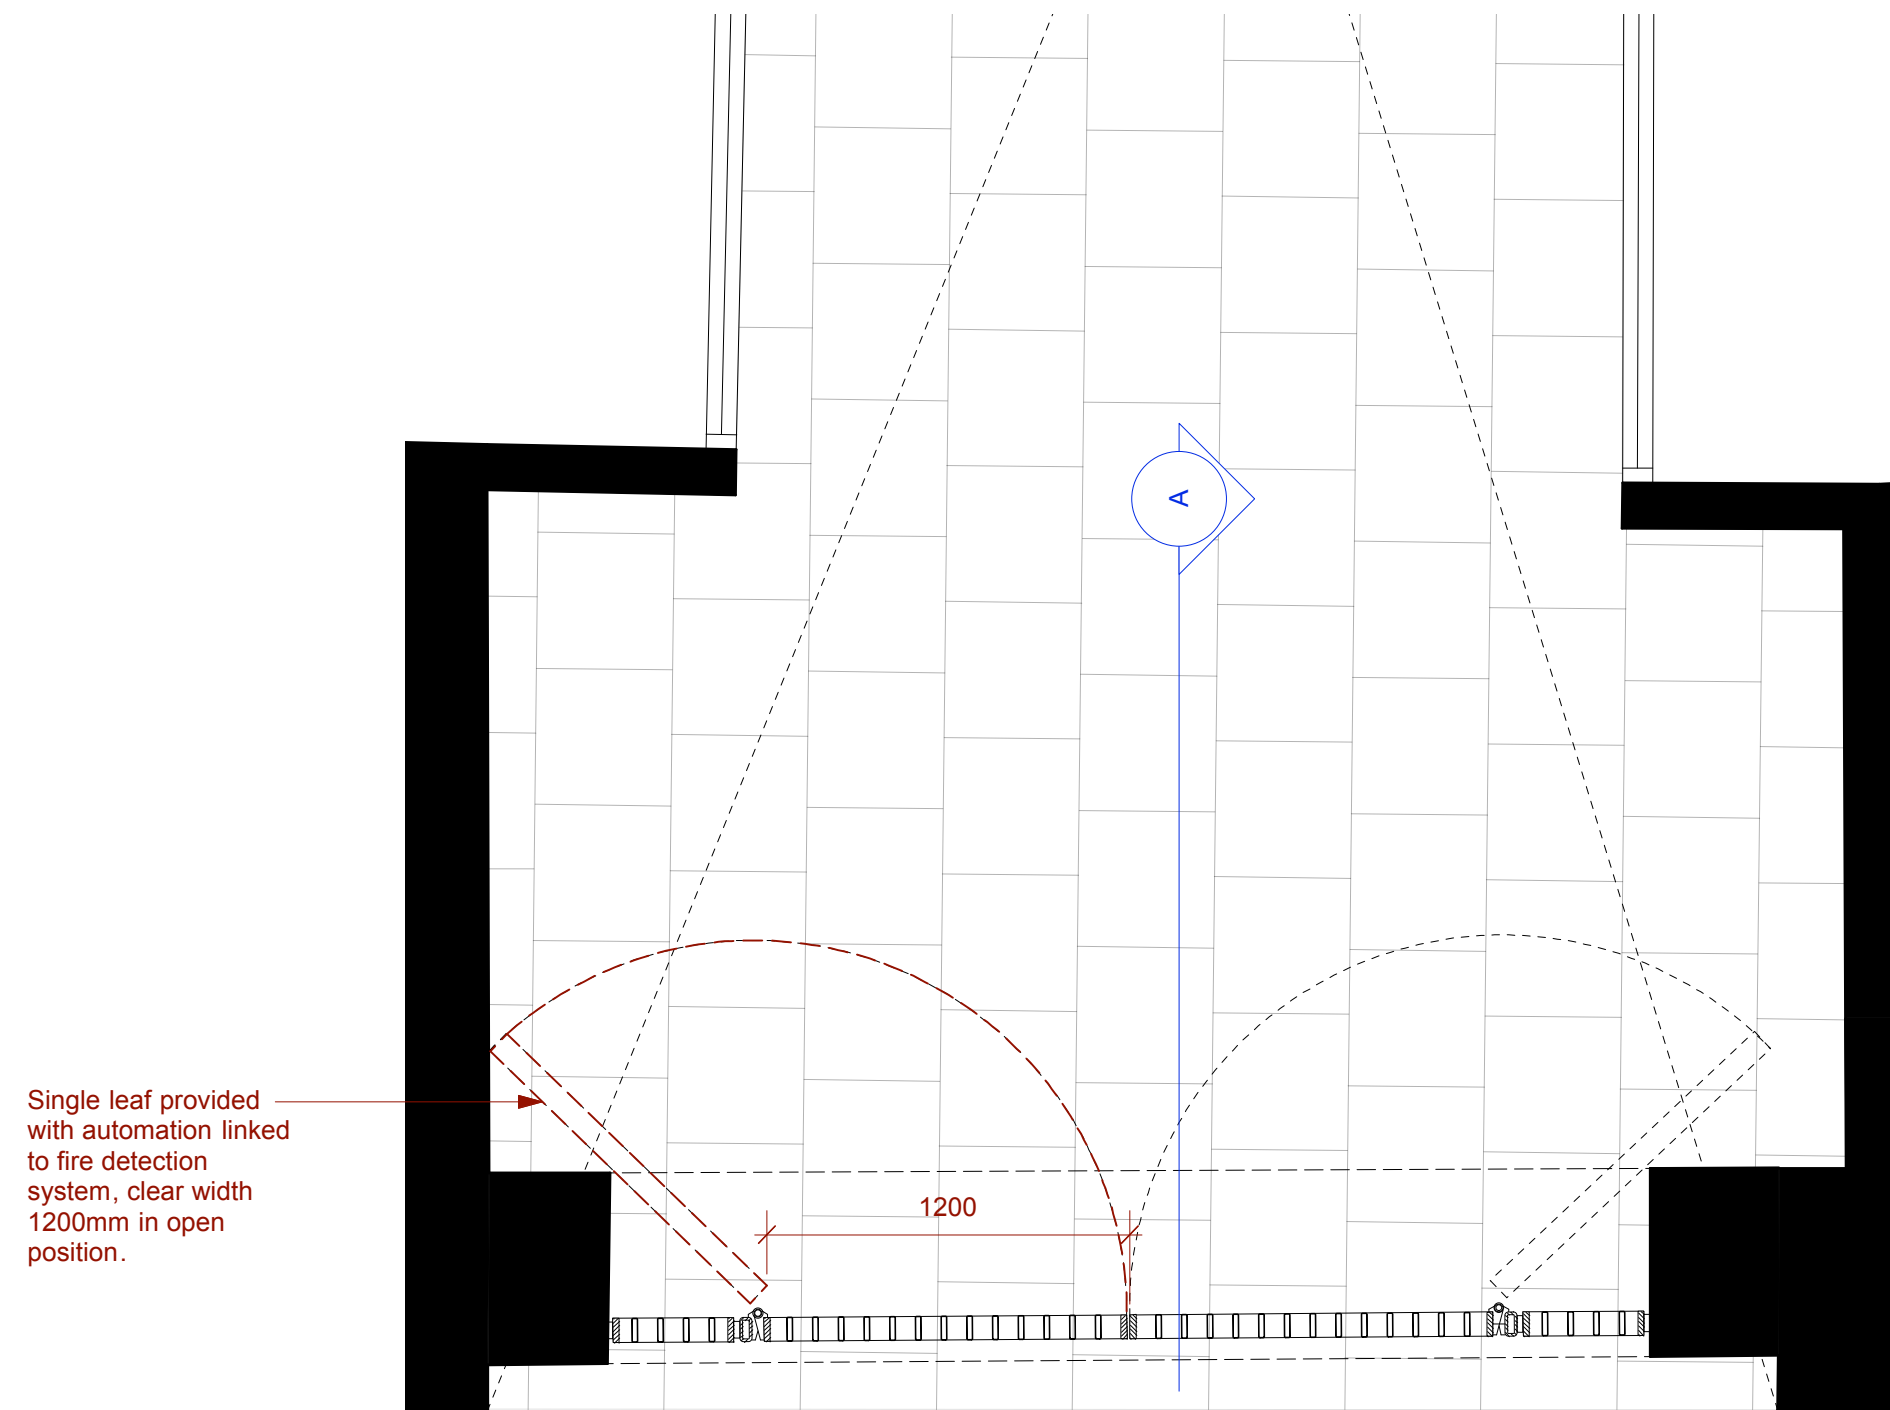 A
Single leaf provided
with automation linked
to fire detection
system, clear width
1200mm in open
position.
1200